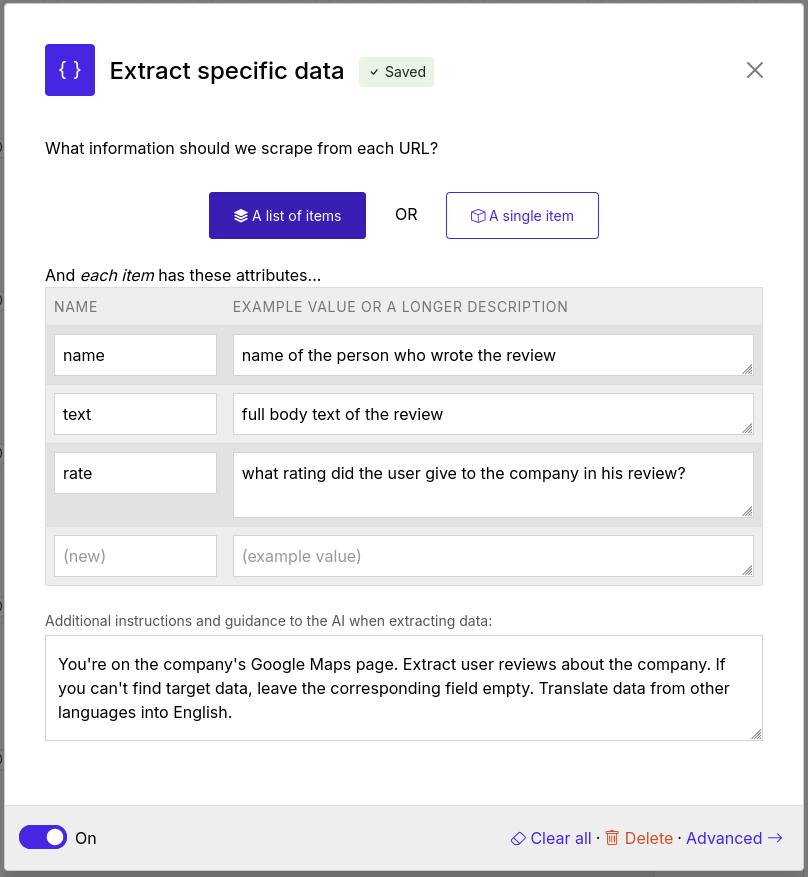 { } Extract specific data ✓ Saved
What information should we scrape from each URL?
A list of items OR A single item
And each item has these attributes...
NAME EXAMPLE VALUE OR A LONGER DESCRIPTION
name name of the person who wrote the review
text full body text of the review
rate what rating did the user give to the company in his review?
(new) (example value)
Additional instructions and guidance to the AI when extracting data:
You're on the company's Google Maps page. Extract user reviews about the company. If
you can't find target data, leave the corresponding field empty. Translate data from other
languages into English.
On Clear all · Delete · Advanced →